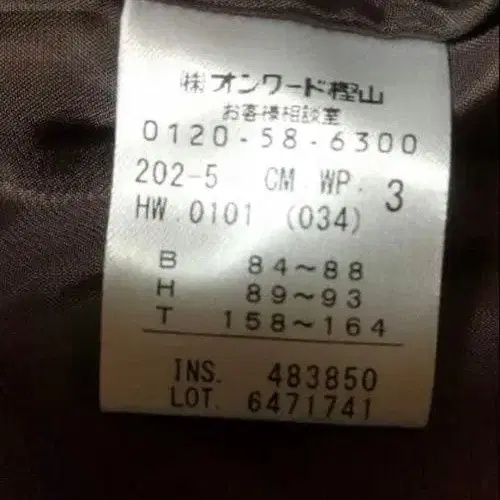 ㈱オンワード樫山
お客様相談室
0120-58-6300
202-5 CM WP. 3
HW.0101 (034)
B 84~88
H 89~93
T 158~164
INS. 483850
LOT. 6471741